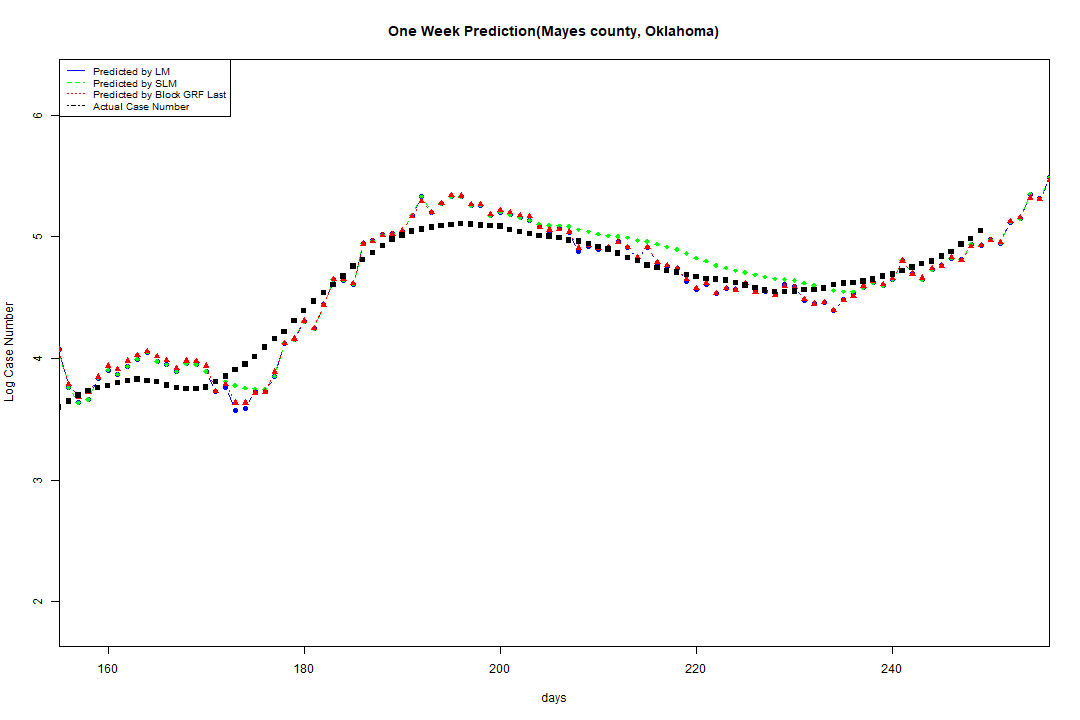 One Week Prediction(Mayes county, Oklahoma)
Predicted by LM
Predicted by SLM
Predicted by Block GRF Last
Actual Case Number
6
5
4
3
2
Log Case Number
160
180
200
220
240
days